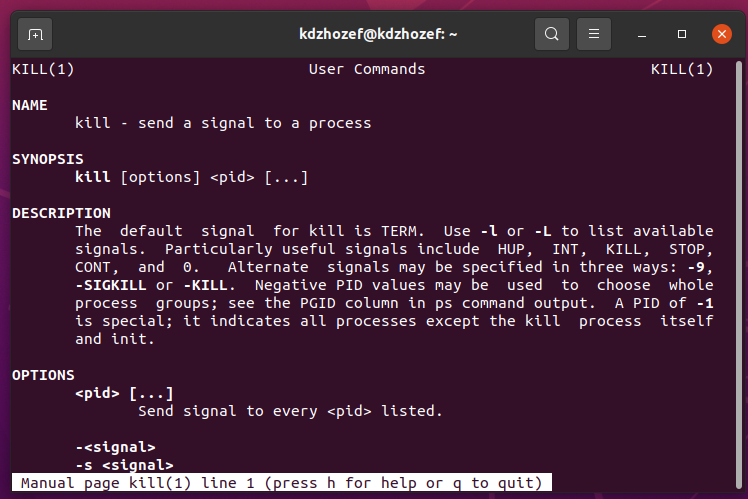 kdzhozef@kdzhozef: ~
KILL(1) User Commands KILL(1)
NAME
kill - send a signal to a process
SYNOPSIS
kill [options] <pid> [...]
DESCRIPTION
The default signal for kill is TERM. Use -l or -L to list available
signals. Particularly useful signals include HUP, INT, KILL, STOP,
CONT, and 0. Alternate signals may be specified in three ways: -9,
-SIGKILL or -KILL. Negative PID values may be used to choose whole
process groups; see the PGID column in ps command output. A PID of -1
is special; it indicates all processes except the kill process itself
and init.
OPTIONS
<pid> [...]
Send signal to every <pid> listed.
-<signal>
-s <signal>
Manual page kill(1) line 1 (press h for help or q to quit)